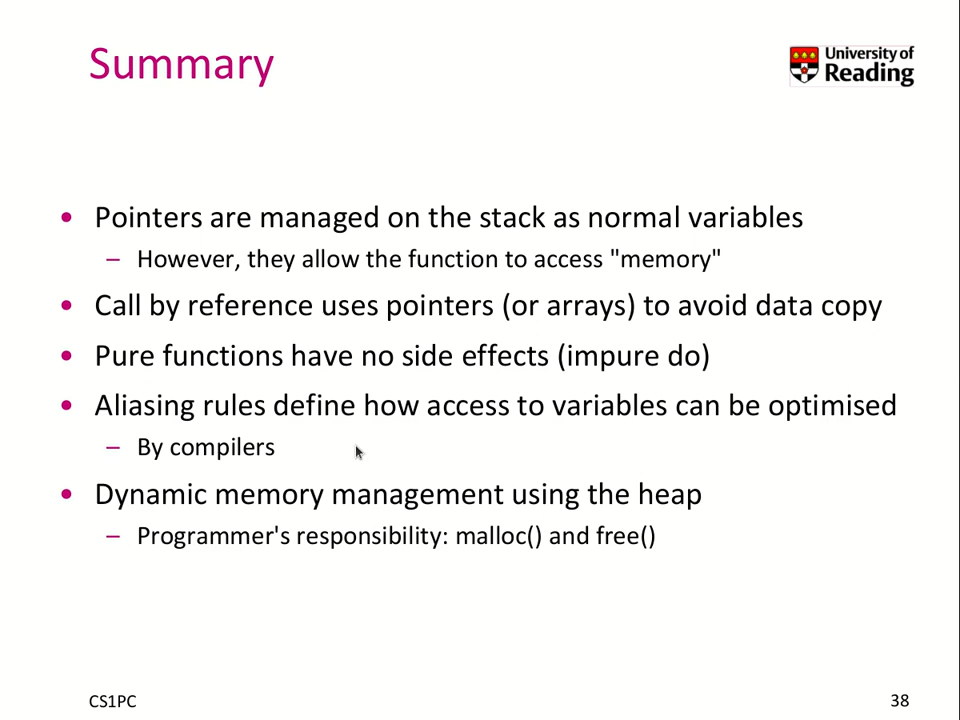 Summary
University of
Reading
• Pointers are managed on the stack as normal variables
– However, they allow the function to access "memory"
• Call by reference uses pointers (or arrays) to avoid data copy
• Pure functions have no side effects (impure do)
• Aliasing rules define how access to variables can be optimised
– By compilers
• Dynamic memory management using the heap
– Programmer's responsibility: malloc() and free()
CS1PC
38